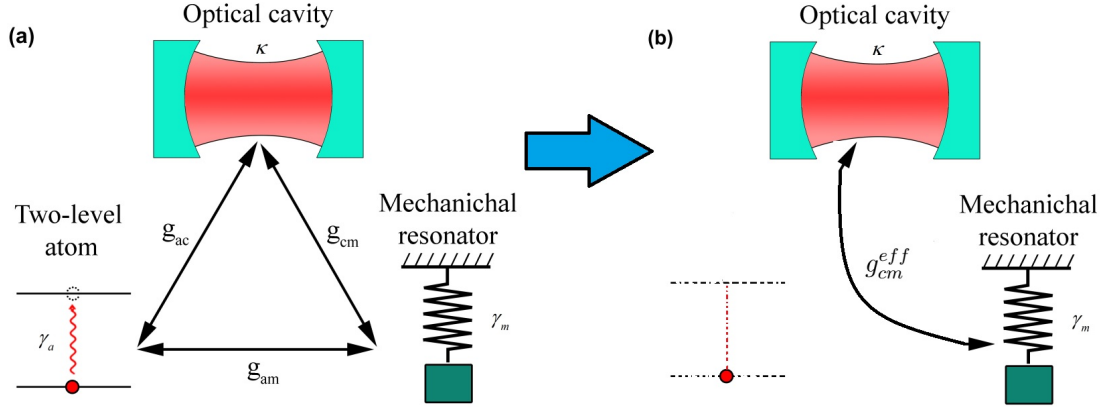 (a)
Optical cavity
κ
Two-level
atom
g_ac
g_cm
Mechanichal
resonator
γ_a
γ_m
g_am
(b)
Optical cavity
κ
g_cm^eff
Mechanichal
resonator
γ_m